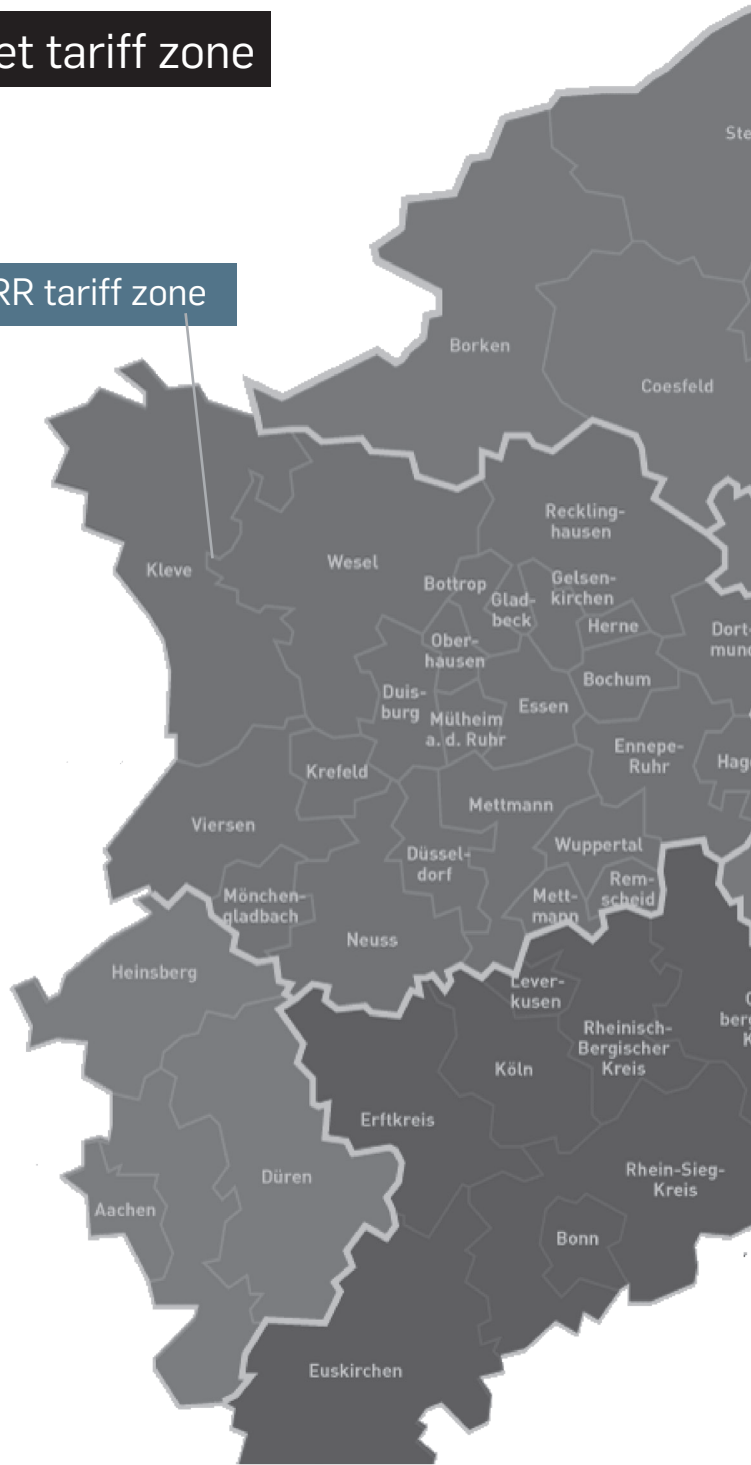 et tariff zone
Ste
RR tariff zone
Borken
Coesfeld
Reckling-
hausen
Kleve
Wesel
Bottrop
Gelsen-
kirchen
Glad-
beck
Herne
Dort-
mund
Ober-
hausen
Bochum
Duis-
burg
Essen
Mülheim
a. d. Ruhr
Ennepe-
Ruhr
Hage
Krefeld
Mettmann
Viersen
Wuppertal
Düssel-
dorf
Rem-
scheid
Mett-
mann
Mönchen-
gladbach
Neuss
Heinsberg
Lever-
kusen
berg
Rheinisch-
Bergischer
Kreis
Köln
Erftkreis
Rhein-Sieg-
Kreis
Düren
Aachen
Bonn
Euskirchen